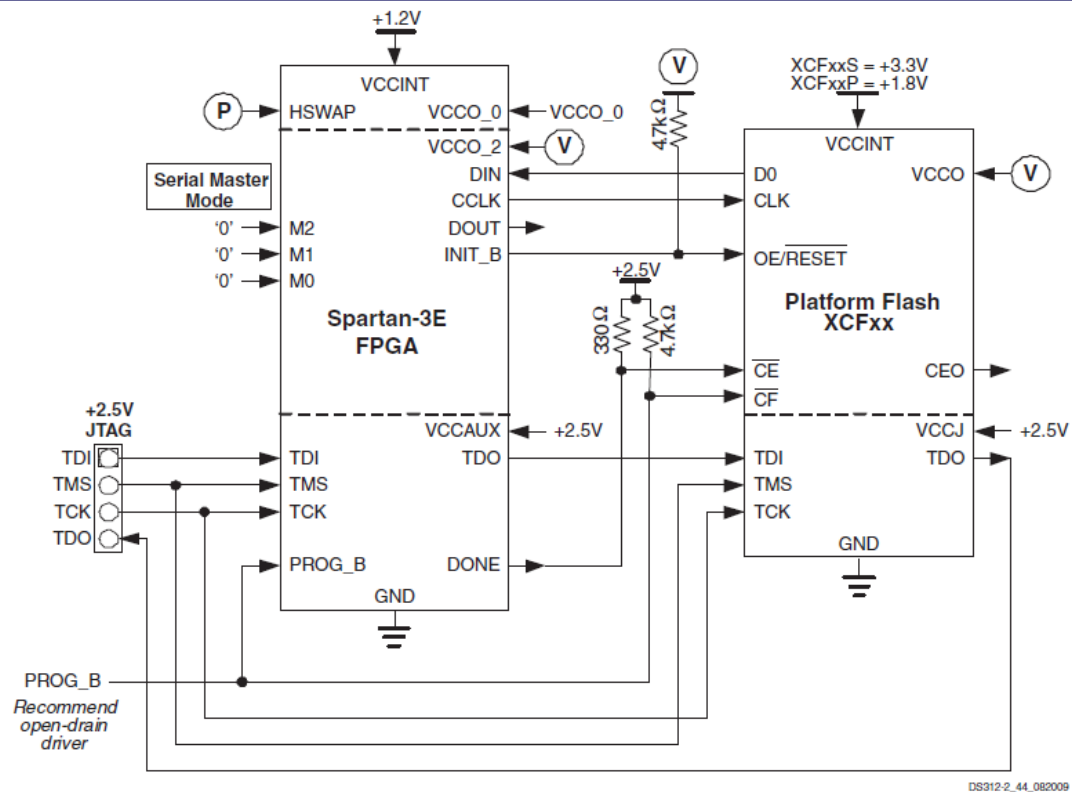 +1.2V
VCCINT
P
HSWAP
VCCO_0
VCCO_0
VCCO_2
V
DIN
Serial Master
Mode
CCLK
'0'
M2
DOUT
'0'
M1
INIT_B
'0'
M0
Spartan-3E
FPGA
V
4.7kΩ
XCFxxS = +3.3V
XCFxxP = +1.8V
VCCINT
D0
VCCO
V
CLK
OE/RESET
+2.5V
330Ω
4.7kΩ
Platform Flash
XCFxx
CE
CEO
CF
+2.5V
JTAG
VCCAUX
+2.5V
VCCJ
+2.5V
TDI
TDI
TDO
TDI
TDO
TMS
TMS
TMS
TCK
TCK
TCK
TDO
PROG_B
DONE
GND
GND
PROG_B
Recommend
open-drain
driver
DS312-2_44_082009